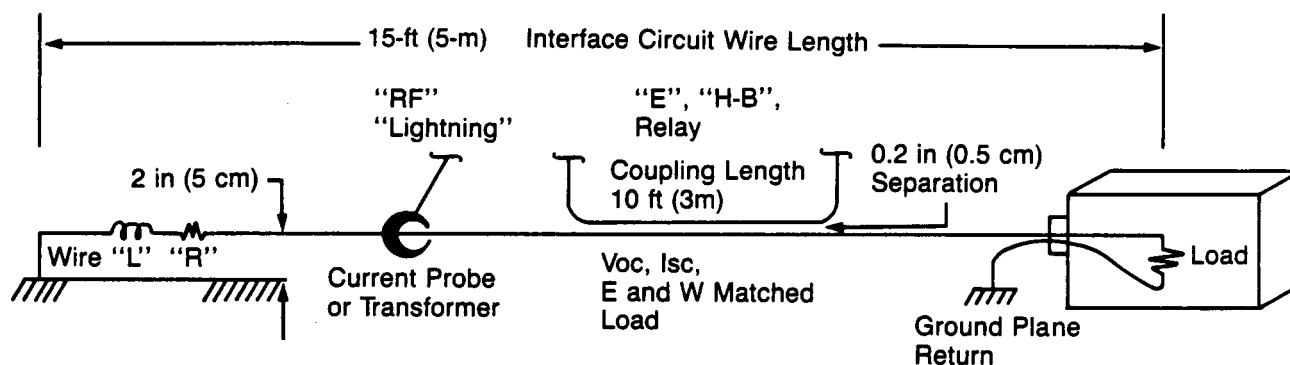 15-ft (5-m) Interface Circuit Wire Length
"RF"
"Lightning"
"E", "H-B",
Relay
Coupling Length
10 ft (3m)
0.2 in (0.5 cm)
Separation
2 in (5 cm)
Wire "L" "R"
Current Probe
or Transformer
Voc, Isc,
E and W Matched
Load
Ground Plane
Return
Load